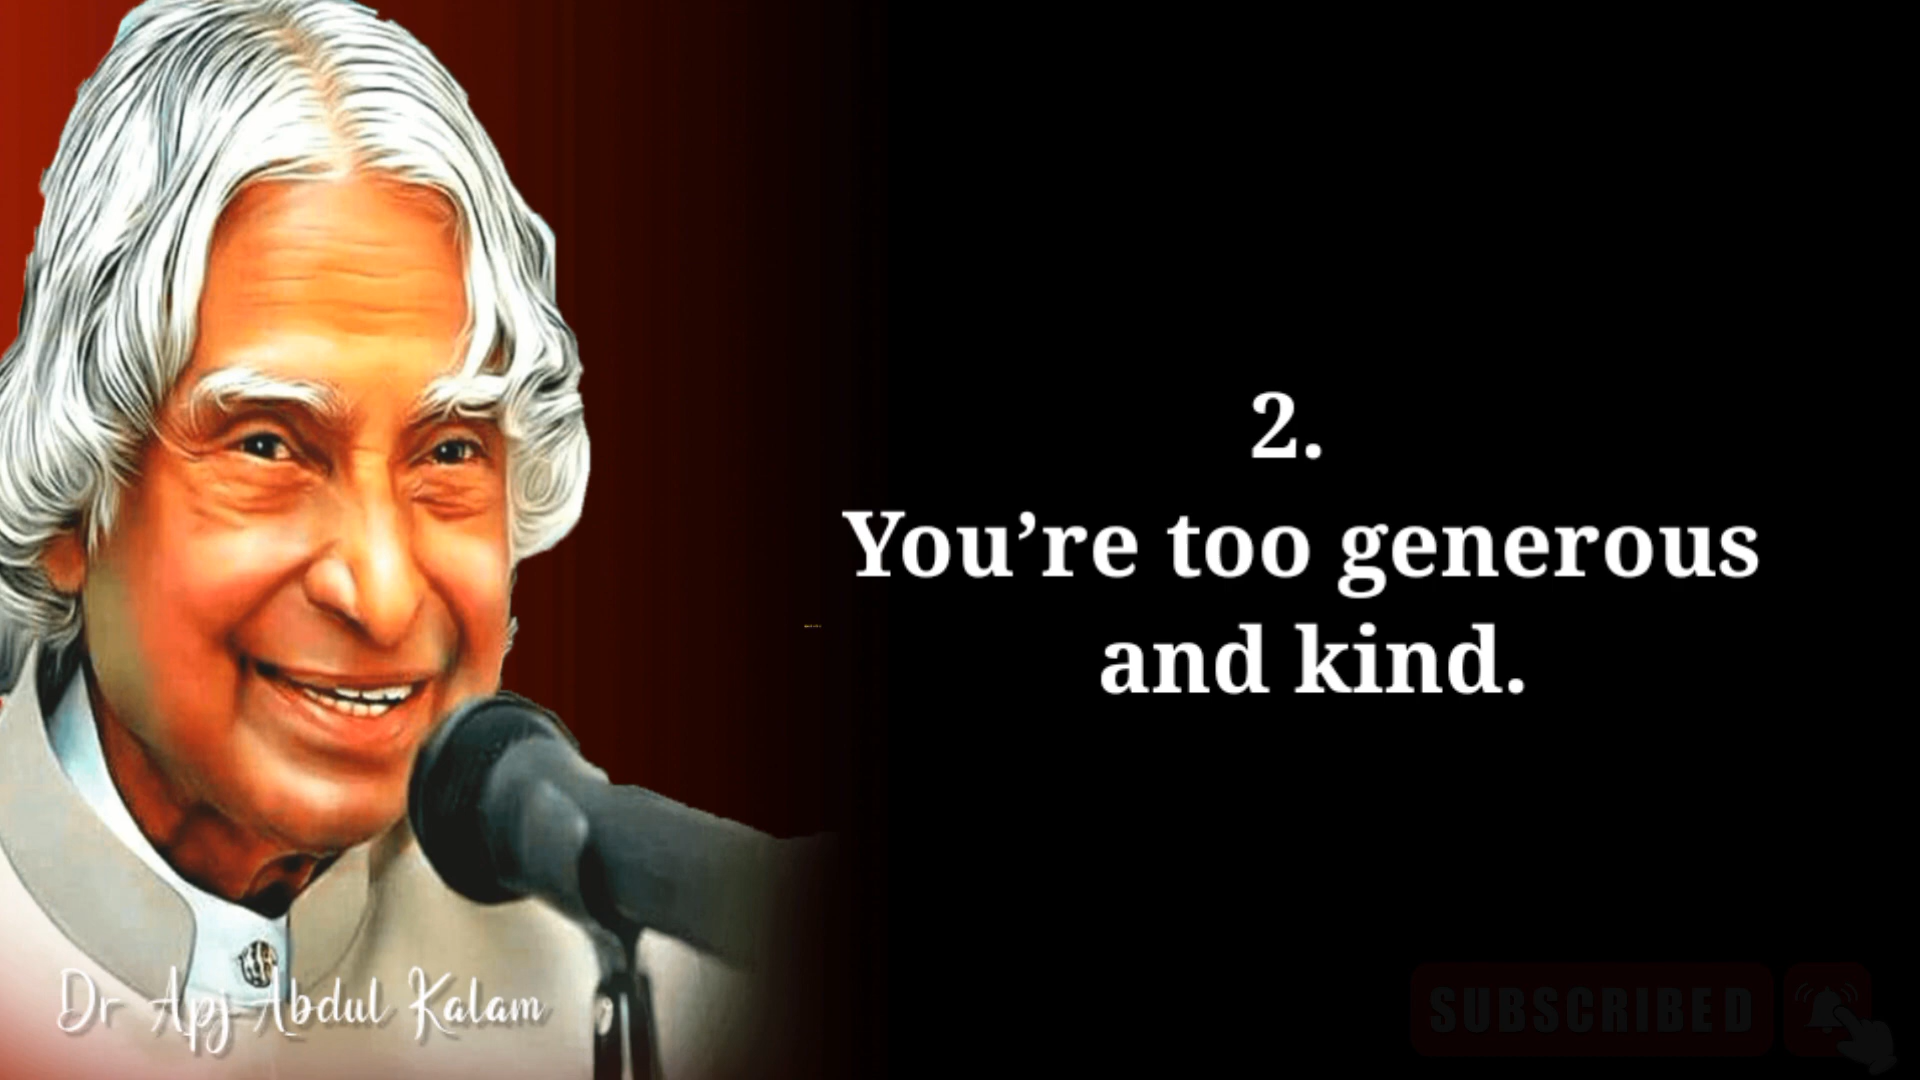 2.
You’re too generous
and kind.
Dr Apj Abdul Kalam
SUBSCRIBED